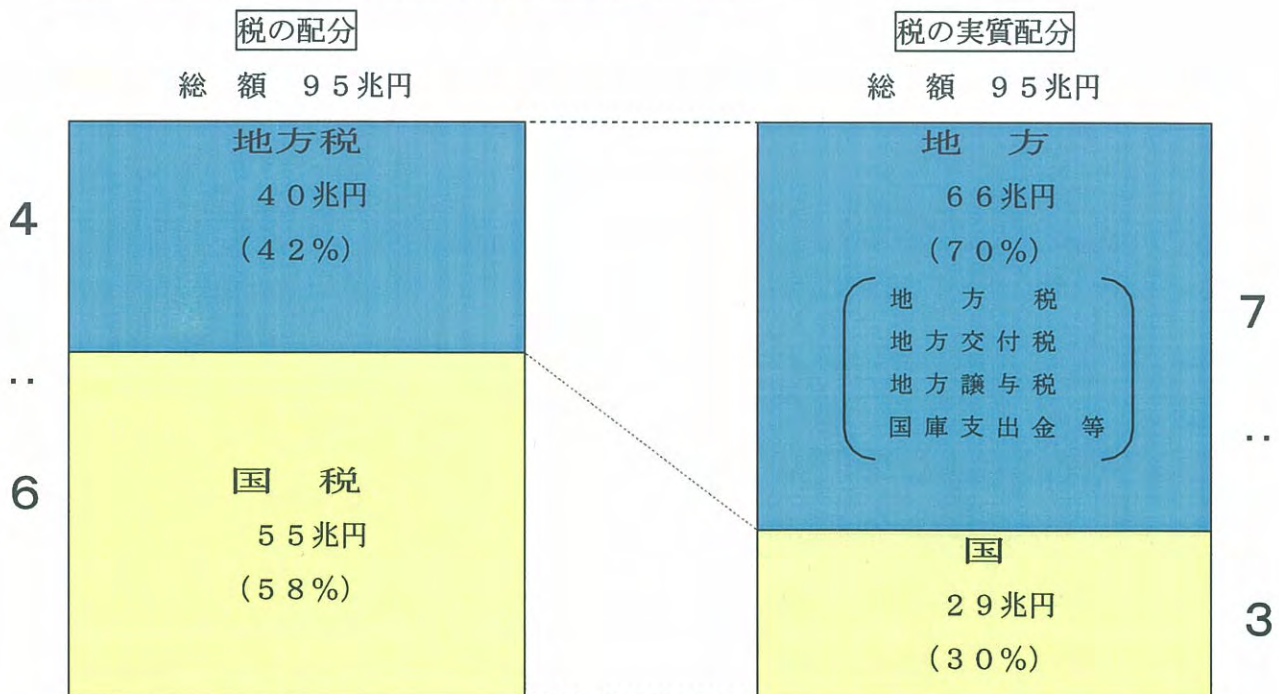 税の配分
総　額　９５兆円
4
‥
6
地方税
４０兆円
(４２%)
国　税
５５兆円
(５８%)
税の実質配分
総　額　９５兆円
地　方
６６兆円
(７０%)
地　方　税
地方交付税
地方譲与税
国庫支出金 等
国
２９兆円
(３０%)
7
‥
3